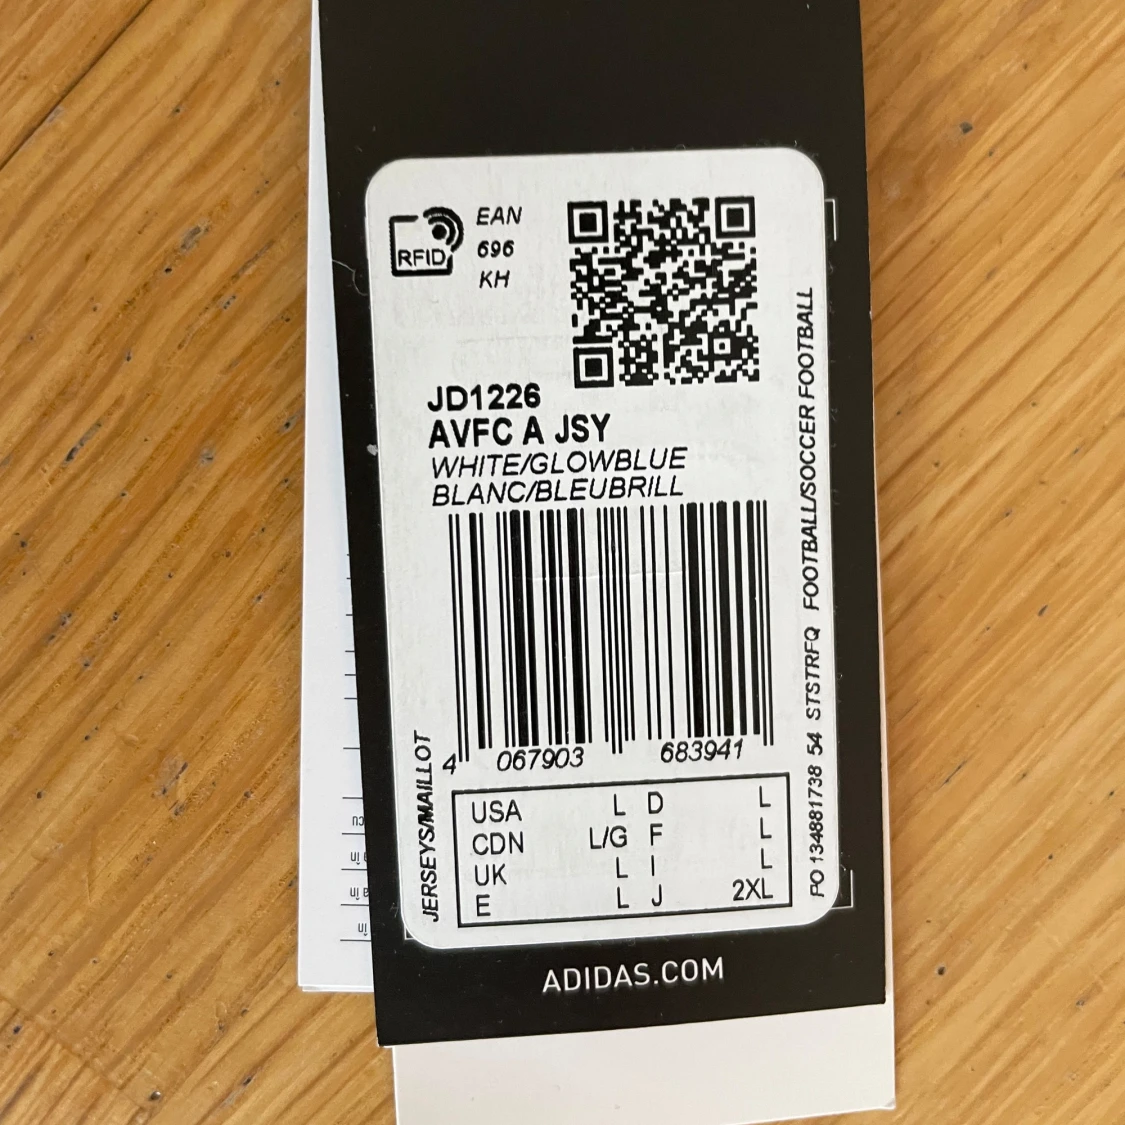 RFID
EAN
696
KH
JD1226
AVFC A JSY
WHITE/GLOWBLUE
BLANC/BLEUBRILL
4 067903 683941
JERSEYS/MAILLOT
USA L D L
CDN L/G F L
UK L I L
E L J 2XL
PO 134881738 54 STSTRFQ FOOTBALL/SOCCER FOOTBALL
ADIDAS.COM